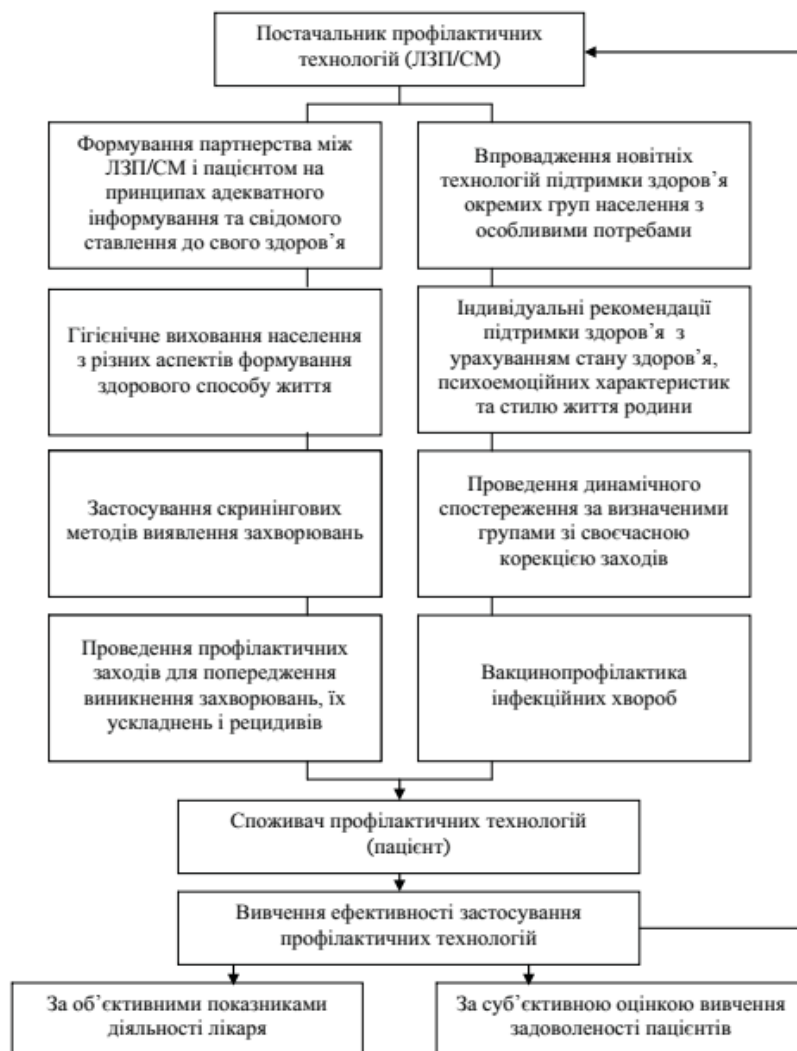 Постачальник профілактичних
технологій (ЛЗП/СМ)
Формування партнерства між
ЛЗП/СМ і пацієнтом на
принципах адекватного
інформування та свідомого
ставлення до свого здоров’я
Впровадження новітніх
технологій підтримки здоров’я
окремих груп населення з
особливими потребами
Гігієнічне виховання населення
з різних аспектів формування
здорового способу життя
Індивідуальні рекомендації
підтримки здоров’я з
урахуванням стану здоров’я,
психоемоційних характеристик
та стилю життя родини
Застосування скринінгових
методів виявлення захворювань
Проведення динамічного
спостереження за визначеними
групами зі своєчасною
корекцією заходів
Проведення профілактичних
заходів для попередження
виникнення захворювань, їх
ускладнень і рецидивів
Вакцинопрофілактика
інфекційних хвороб
Споживач профілактичних технологій
(пацієнт)
Вивчення ефективності застосування
профілактичних технологій
За об’єктивними показниками
діяльності лікаря
За суб’єктивною оцінкою вивчення
задоволеності пацієнтів